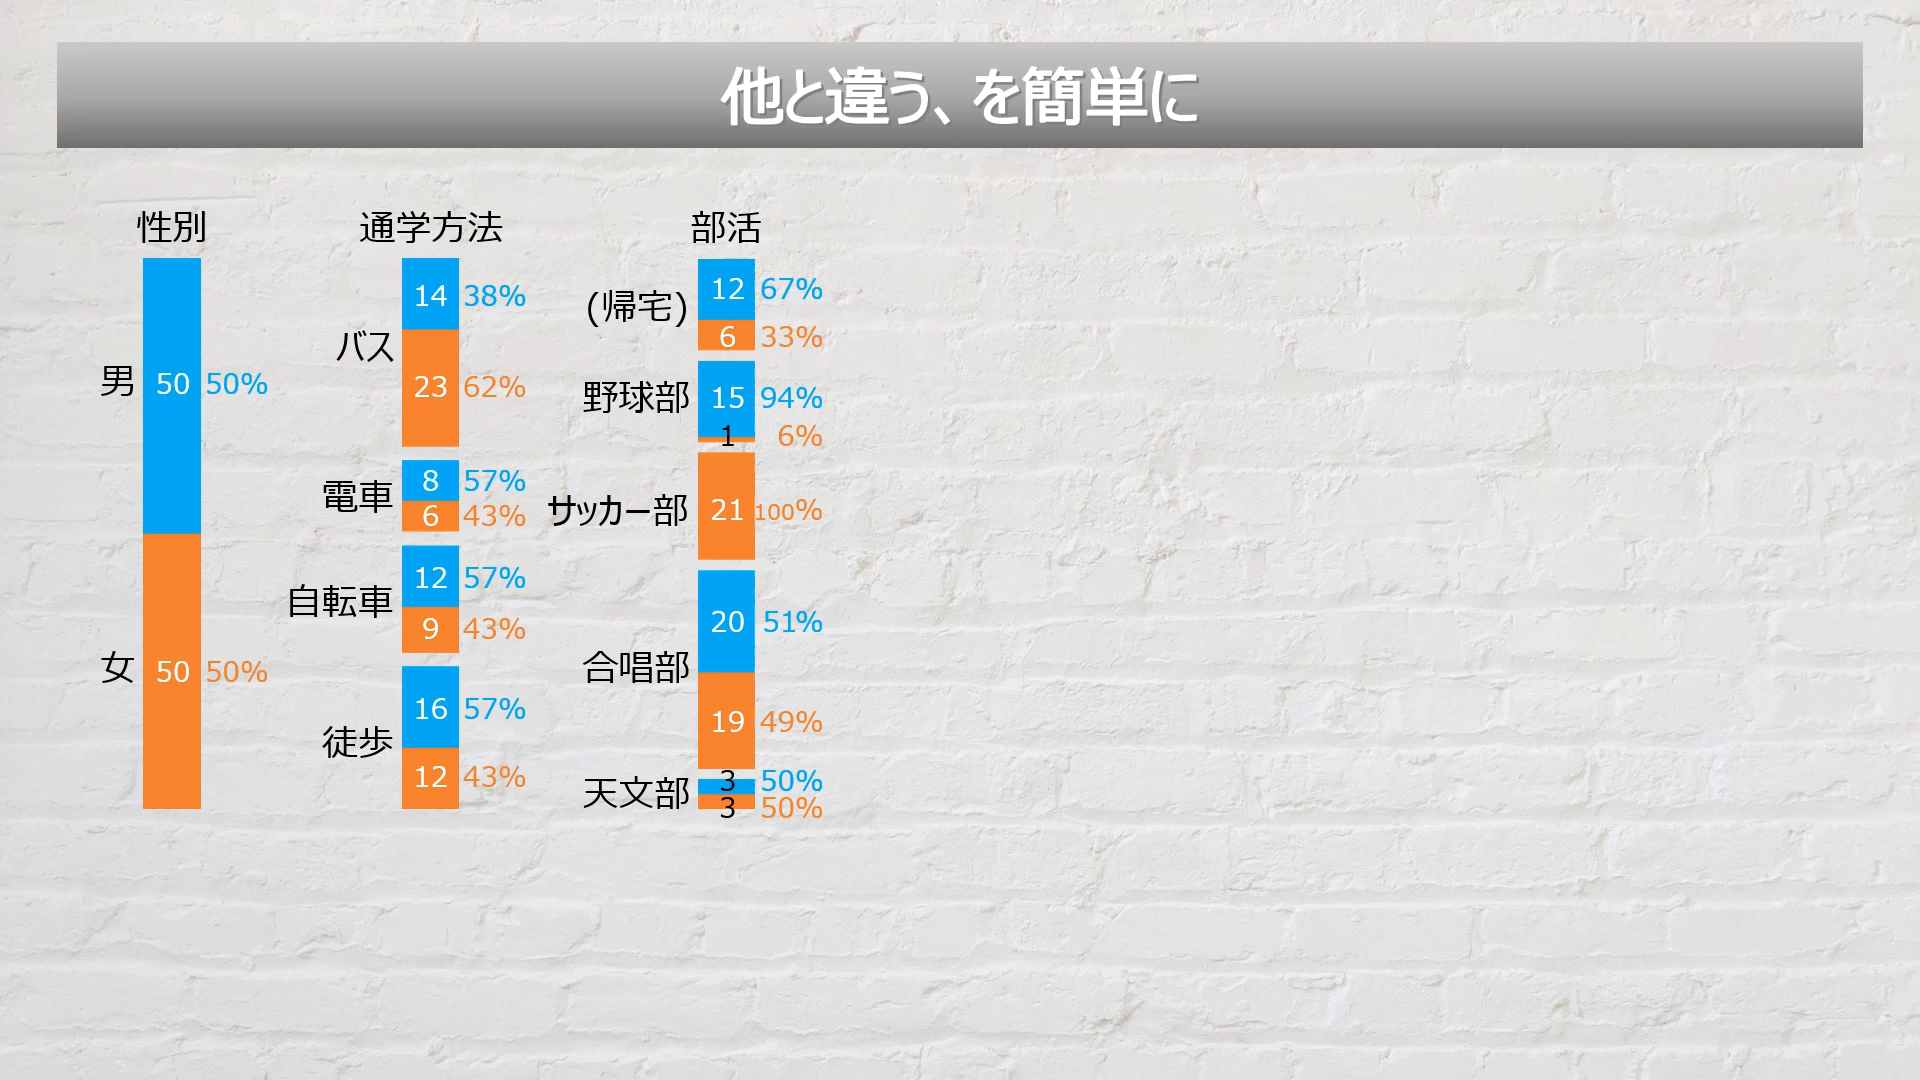 他と違う、を簡単に
性別
男 50 50%
女 50 50%
通学方法
バス
14 38%
23 62%
電車
8 57%
6 43%
自転車
12 57%
9 43%
徒歩
16 57%
12 43%
部活
(帰宅)
12 67%
6 33%
野球部
15 94%
1 6%
サッカー部 21 100%
合唱部
20 51%
19 49%
天文部
3 50%
3 50%